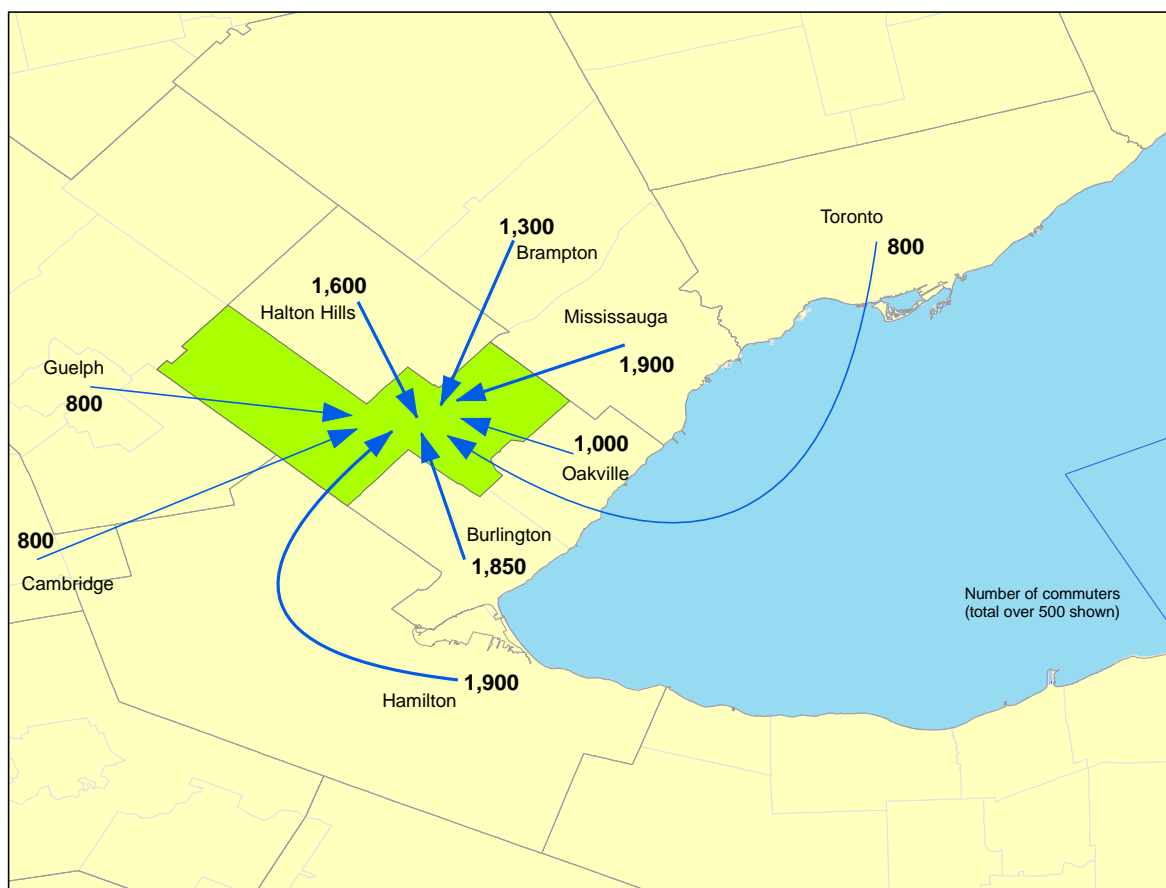 Toronto
800
1,300
Brampton
1,600
Halton Hills
Mississauga
1,900
Guelph
800
1,000
Oakville
800
Cambridge
Burlington
1,850
Number of commuters
(total over 500 shown)
1,900
Hamilton